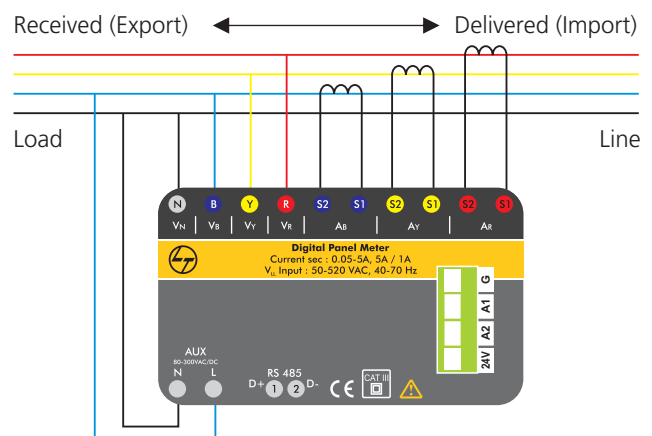 Received (Export) Delivered (Import)
Load Line
N B Y R S2 S1 S2 S1 S2 S1
VN VB VY VR AB AY AR
Digital Panel Meter
Current sec : 0.05-5A, 5A / 1A
VLL Input : 50-520 VAC, 40-70 Hz
G
A1
A2
24V
AUX
80-300VAC/DC
N L
RS 485
D+ 1 2 D-
CE
CAT III